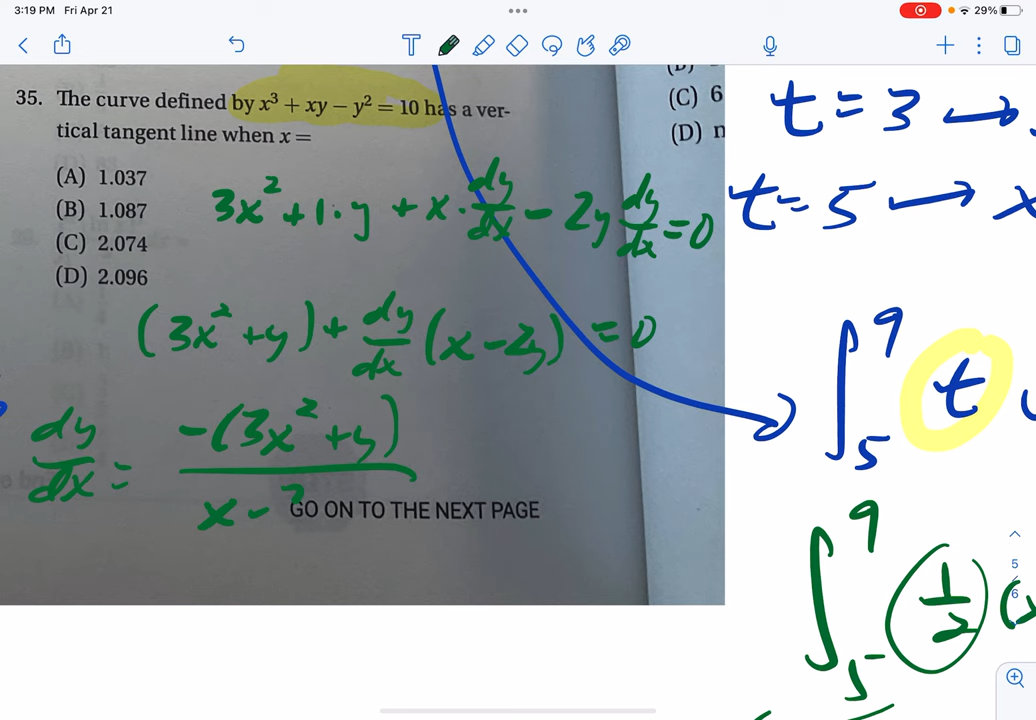 3:19 PM Fri Apr 21
29%
35. The curve defined by x³ + xy − y² = 10 has a ver-
tical tangent line when x =
(A) 1.037
(B) 1.087
(C) 2.074
(D) 2.096
(D)
(C) 6
(D) n
3x² + 1·y + x·dy/dx − 2y dy/dx = 0
(3x² + y) + dy/dx (x − 2y) = 0
dy/dx = −(3x² + y) / x −
GO ON TO THE NEXT PAGE
t = 3 →
t = 5 → x
∫₅⁹ t
∫₅⁹ (1/2) (
5
6